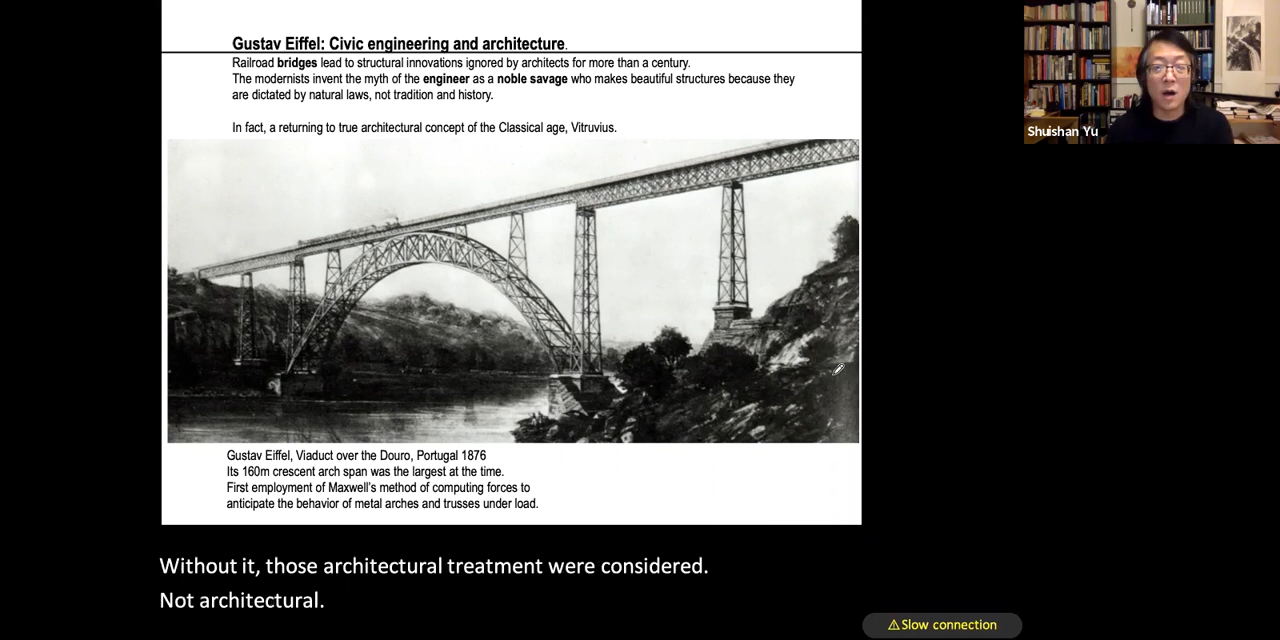 Gustav Eiffel: Civic engineering and architecture.
Railroad bridges lead to structural innovations ignored by architects for more than a century.
The modernists invent the myth of the engineer as a noble savage who makes beautiful structures because they
are dictated by natural laws, not tradition and history.
In fact, a returning to true architectural concept of the Classical age, Vitruvius.
Shuishan Yu
Gustav Eiffel, Viaduct over the Douro, Portugal 1876
Its 160m crescent arch span was the largest at the time.
First employment of Maxwell's method of computing forces to
anticipate the behavior of metal arches and trusses under load.
Without it, those architectural treatment were considered.
Not architectural.
⚠Slow connection